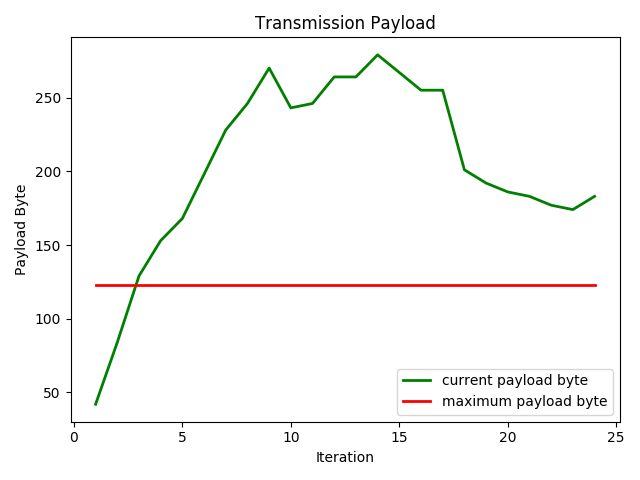 Transmission Payload
Payload Byte
250
200
150
100
50
0
5
10
15
20
25
Iteration
current payload byte
maximum payload byte